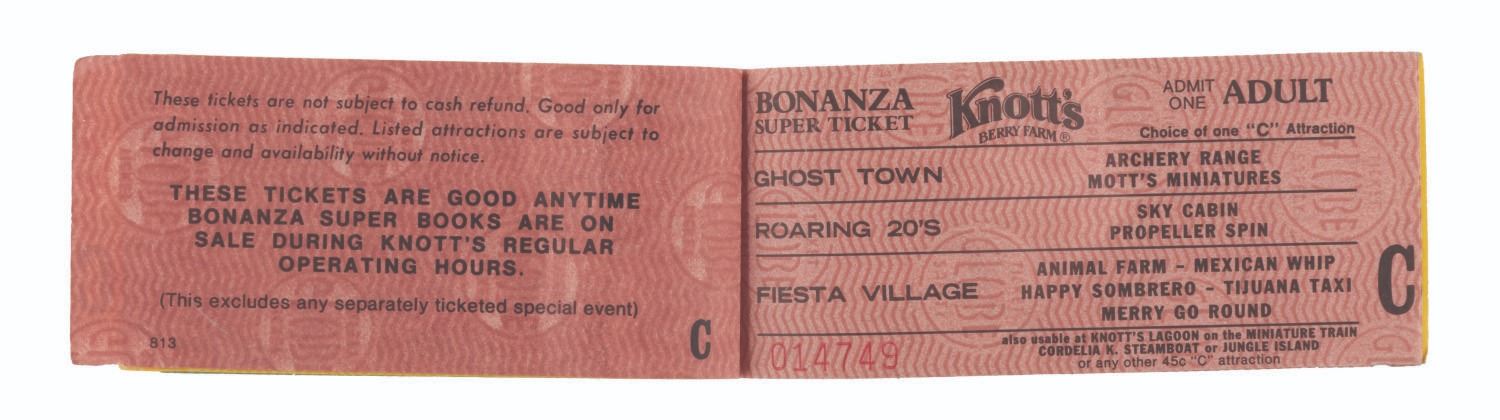 These tickets are not subject to cash refund. Good only for
admission as indicated. Listed attractions are subject to
change and availability without notice.
THESE TICKETS ARE GOOD ANYTIME
BONANZA SUPER BOOKS ARE ON
SALE DURING KNOTT'S REGULAR
OPERATING HOURS.
(This excludes any separately ticketed special event)
813
C
BONANZA
SUPER TICKET
Knott's
BERRY FARM®
ADMIT
ONE
ADULT
Choice of one "C" Attraction
GHOST TOWN
ARCHERY RANGE
MOTT'S MINIATURES
ROARING 20'S
SKY CABIN
PROPELLER SPIN
FIESTA VILLAGE
ANIMAL FARM - MEXICAN WHIP
HAPPY SOMBRERO - TIJUANA TAXI
MERRY GO ROUND
C
014749
also usable at KNOTT'S LAGOON on the MINIATURE TRAIN
CORDELIA K. STEAMBOAT or JUNGLE ISLAND
or any other 45c "C" attraction